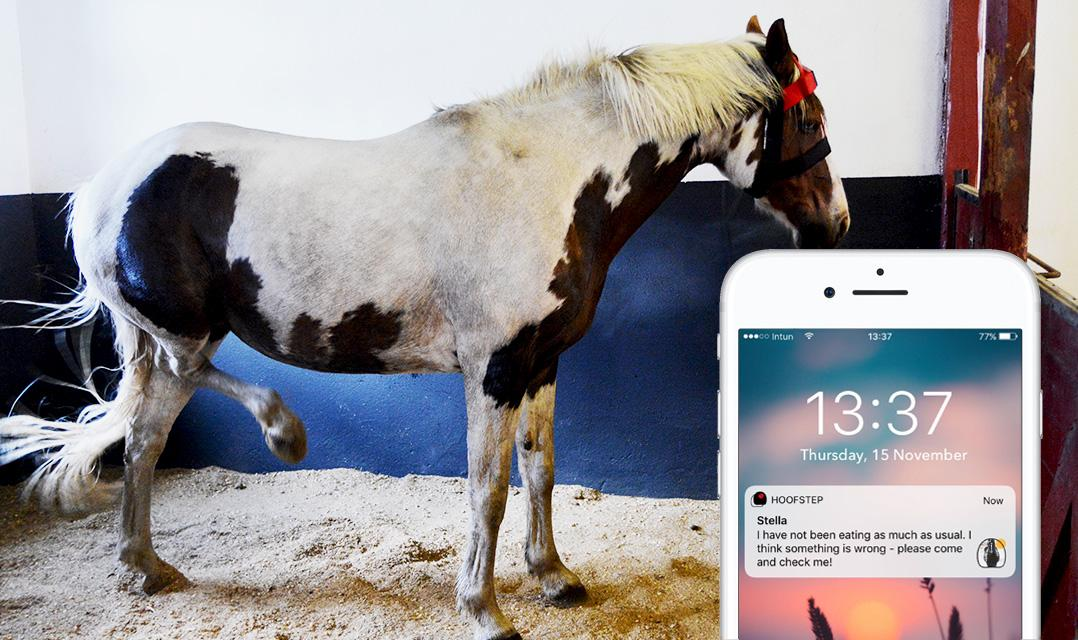 Intun 13:37 77%
13:37
Thursday, 15 November
HOOFSTEP Now
Stella
I have not been eating as much as usual. I
think something is wrong - please come
and check me!